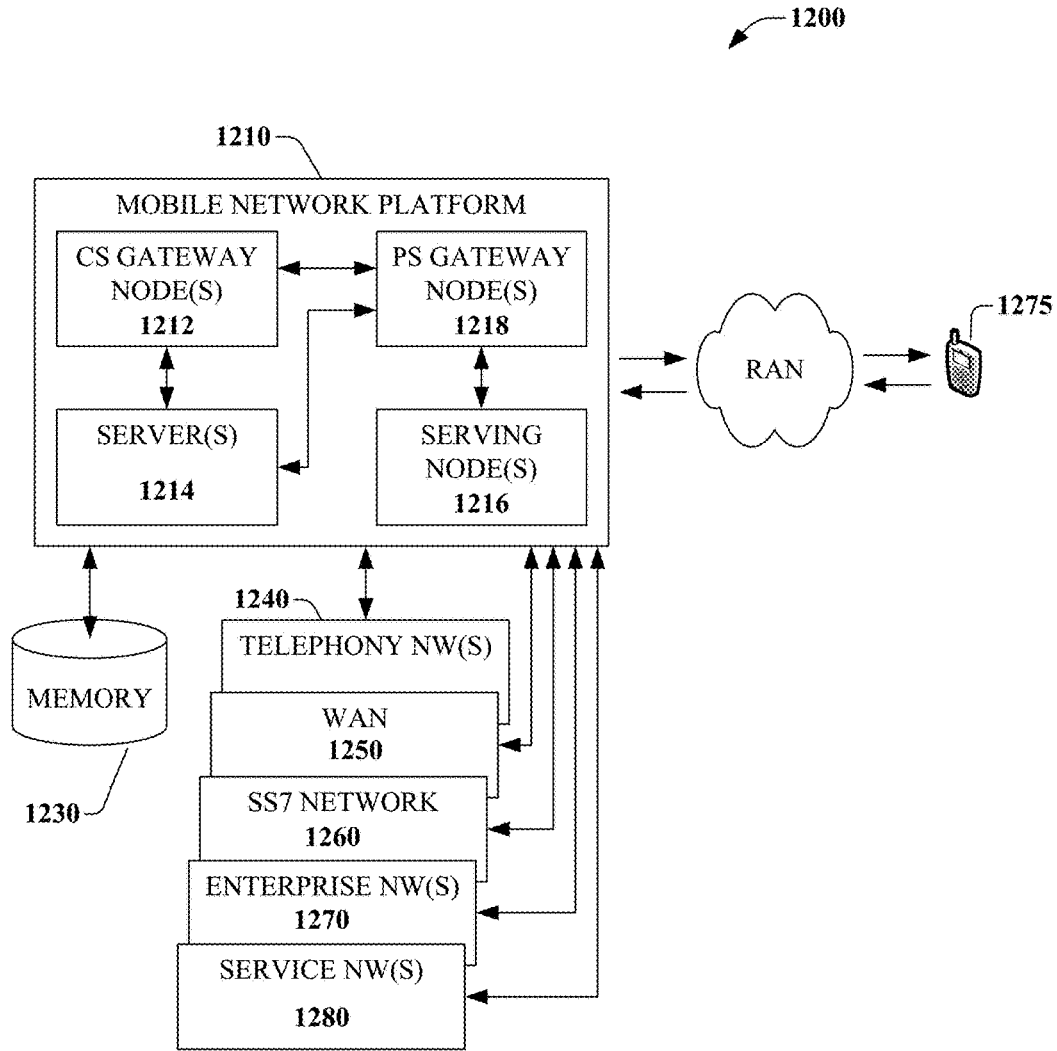 1200
1210
MOBILE NETWORK PLATFORM
CS GATEWAY
NODE(S)
1212
PS GATEWAY
NODE(S)
1218
SERVER(S)
1214
SERVING
NODE(S)
1216
RAN
1275
MEMORY
1230
1240
TELEPHONY NW(S)
WAN
1250
SS7 NETWORK
1260
ENTERPRISE NW(S)
1270
SERVICE NW(S)
1280